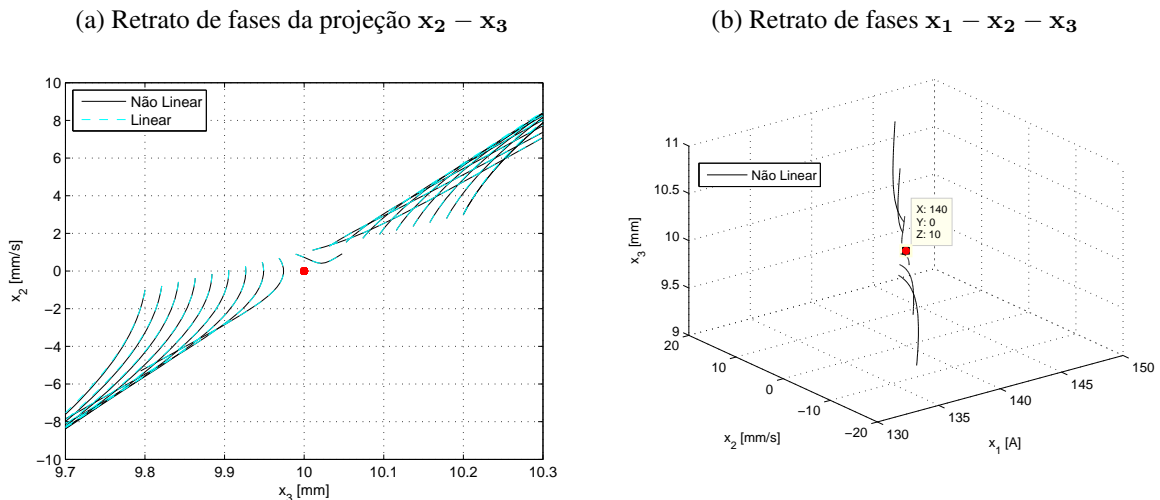 (a) Retrato de fases da projeção x₂ − x₃
(b) Retrato de fases x₁ − x₂ − x₃
10
8
6
4
2
0
−2
−4
−6
−8
−10
x₂ [mm/s]
Não Linear
Linear
9.7
9.8
9.9
10
10.1
10.2
10.3
x₃ [mm]
11
10.5
10
9.5
9
x₃ [mm]
Não Linear
X: 140
Y: 0
Z: 10
20
10
0
−10
−20
x₂ [mm/s]
130
135
140
145
150
x₁ [A]